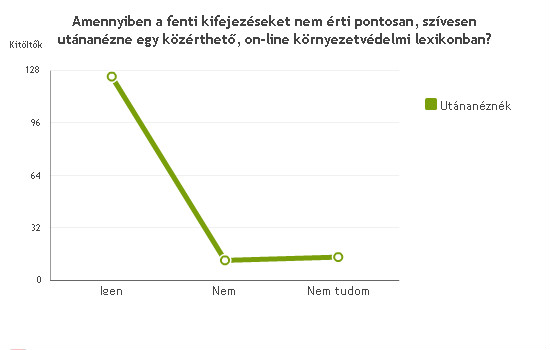 Amennyiben a fenti kifejezéseket nem érti pontosan, szívesen
utánanézne egy közérthető, on-line környezetvédelmi lexikonban?
Kitöltők
128
96
64
32
0
Igen
Nem
Nem tudom
Utánanéznék